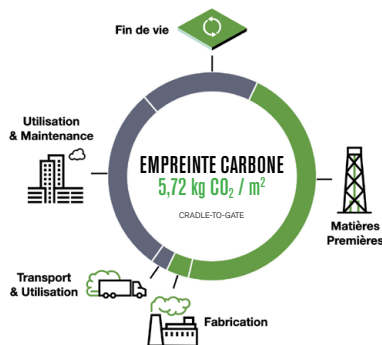 Fin de vie
Utilisation
& Maintenance
EMPREINTE CARBONE
5,72 kg CO₂ / m²
CRADLE-TO-GATE
Matières
Premières
Transport
& Utilisation
Fabrication